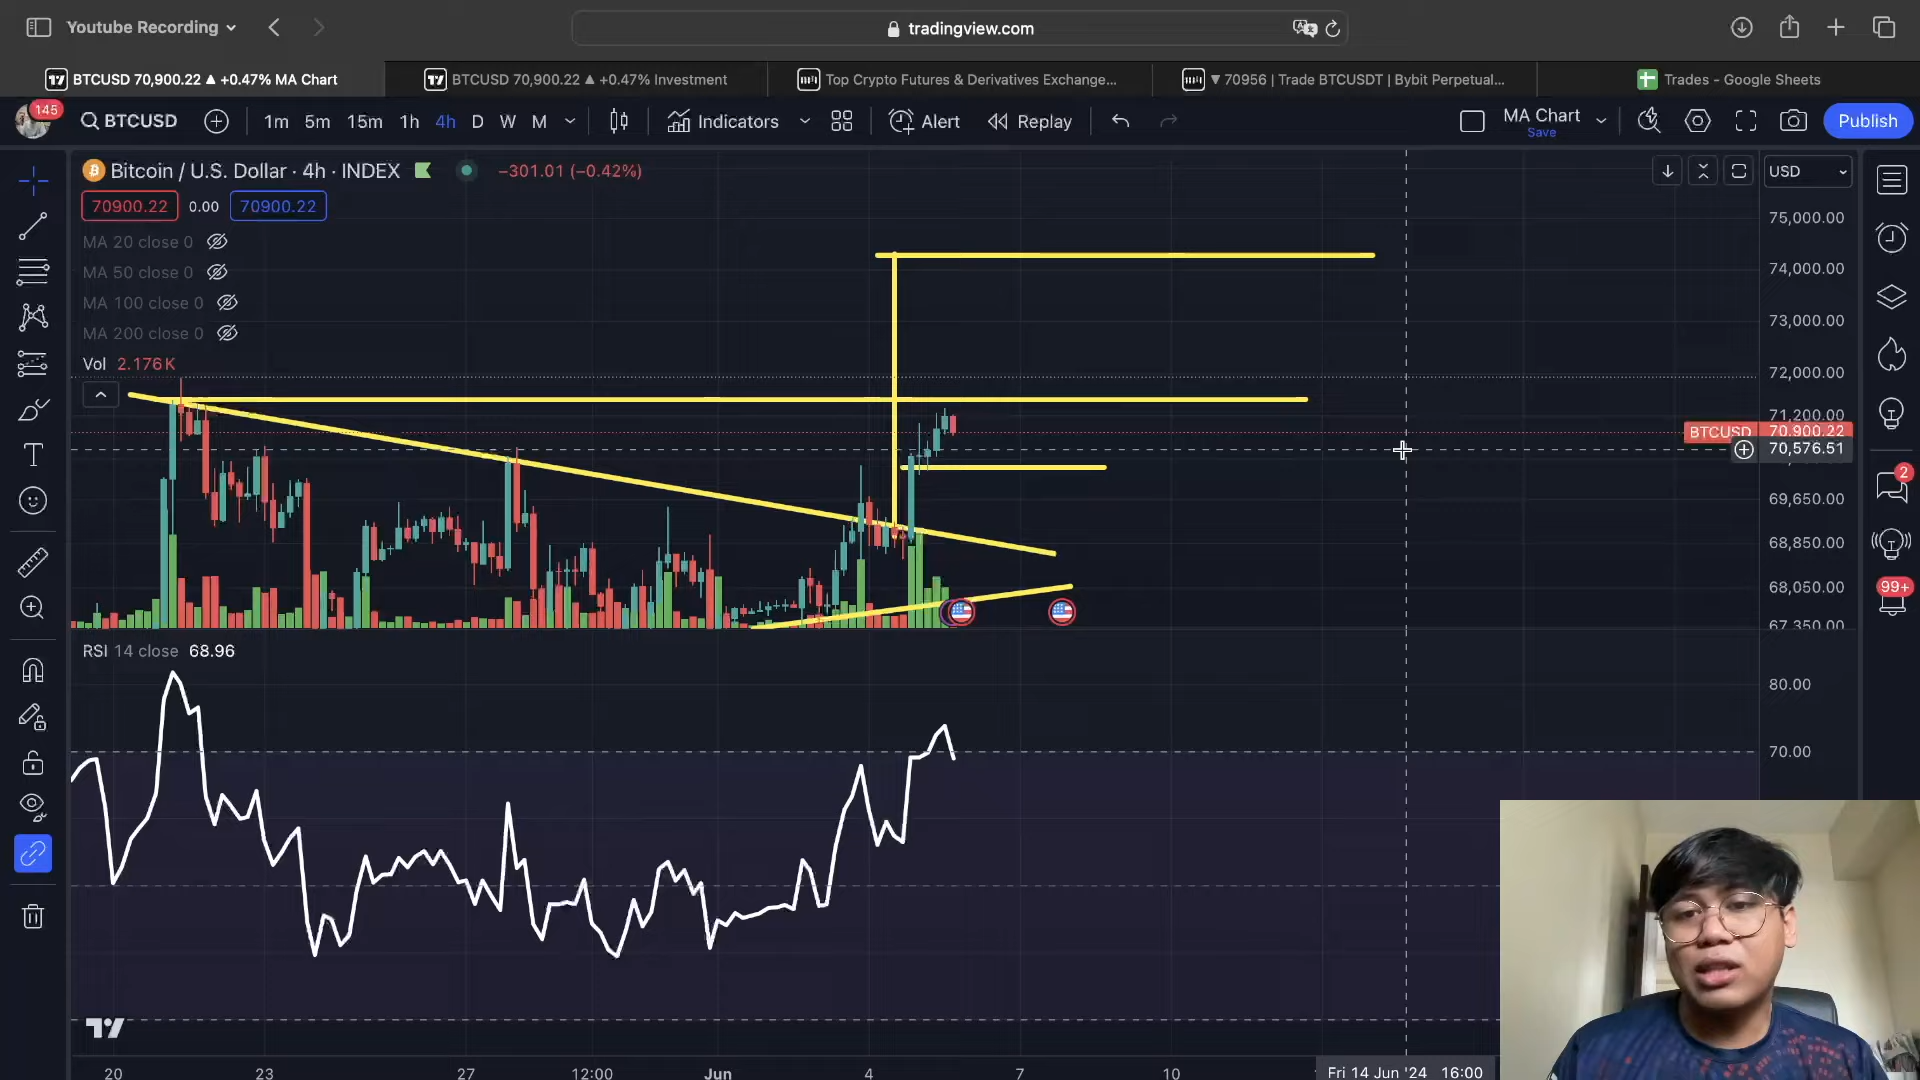 Youtube Recording
tradingview.com
BTCUSD 70,900.22 ▲ +0.47% MA Chart
BTCUSD 70,900.22 ▲ +0.47% Investment
Top Crypto Futures & Derivatives Exchange...
▼ 70956 | Trade BTCUSDT | Bybit Perpetual...
Trades - Google Sheets
145
BTCUSD
1m 5m 15m 1h 4h D W M
Indicators
Alert
Replay
MA Chart
Save
Publish
Bitcoin / U.S. Dollar · 4h · INDEX
−301.01 (−0.42%)
USD
70900.22 0.00 70900.22
MA 20 close 0
MA 50 close 0
MA 100 close 0
MA 200 close 0
Vol 2.176 K
75,000.00
74,000.00
73,000.00
72,000.00
71,200.00
BTCUSD 70,900.22
70,576.51
69,650.00
68,850.00
68,050.00
67,350.00
2
99+
RSI 14 close 68.96
80.00
70.00
20 23 27 12:00 Jun 4 7 10 Fri 14 Jun '24 16:00